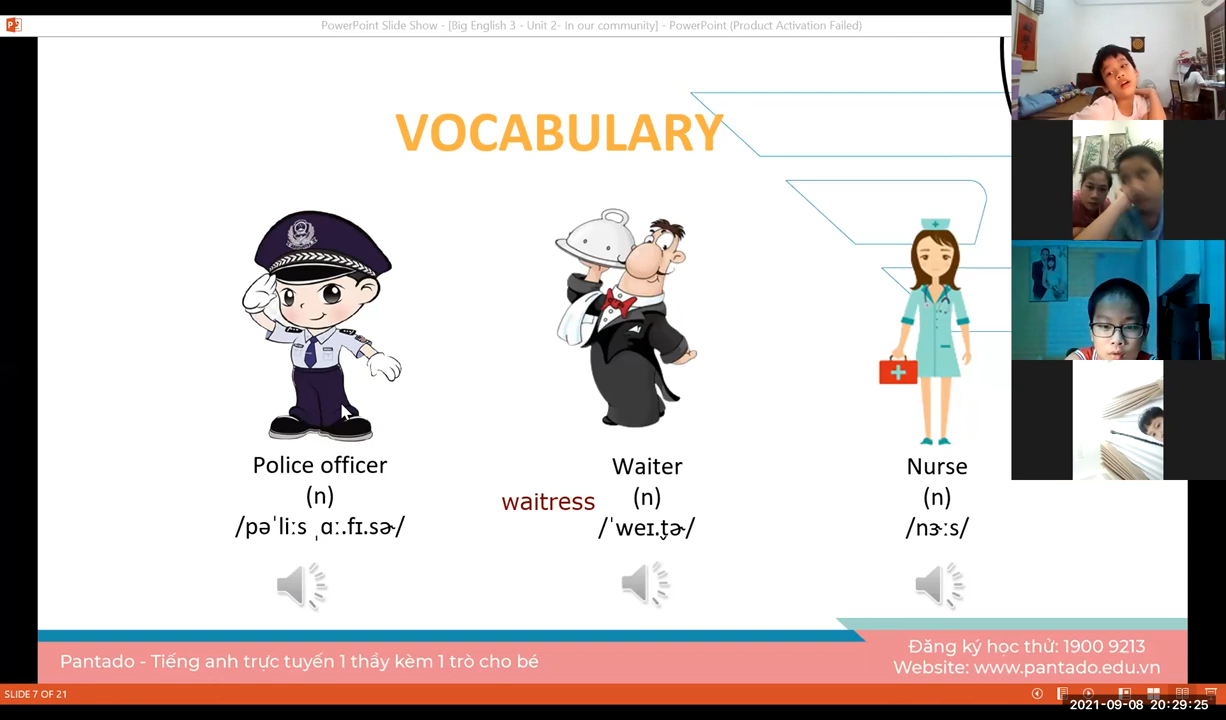 PowerPoint Slide Show - [Big English 3 - Unit 2- In our community] - PowerPoint (Product Activation Failed)
VOCABULARY
Police officer
(n)
/pəˈliːs ˌɑː.fɪ.sɚ/
waitress
Waiter
(n)
/ˈweɪ.t̬ɚ/
Nurse
(n)
/nɝːs/
Pantado - Tiếng anh trực tuyến 1 thầy kèm 1 trò cho bé
Đăng ký học thử: 1900 9213
Website: www.pantado.edu.vn
SLIDE 7 OF 21
2021-09-08 20:29:25